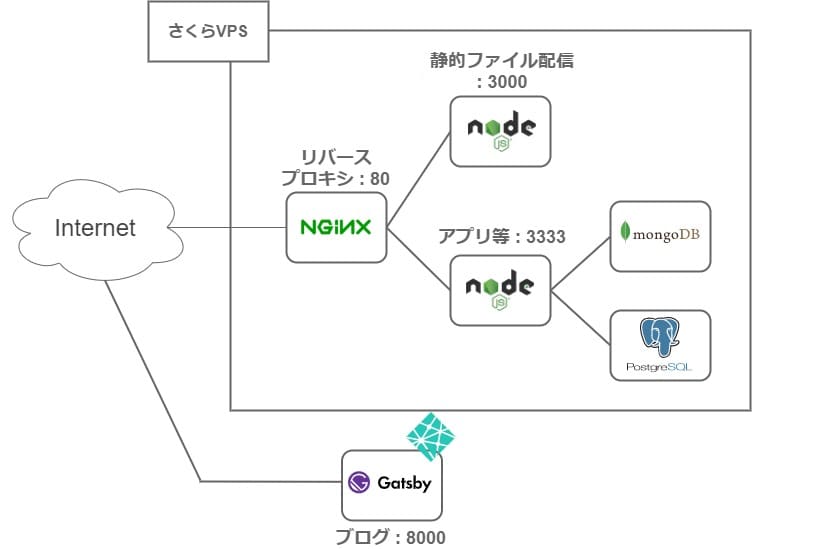 さくらVPS
静的ファイル配信
: 3000
node
JS
リバース
プロキシ : 80
NGINX
Internet
アプリ等 : 3333
node
JS
mongoDB
PostgreSQL
Gatsby
ブログ : 8000